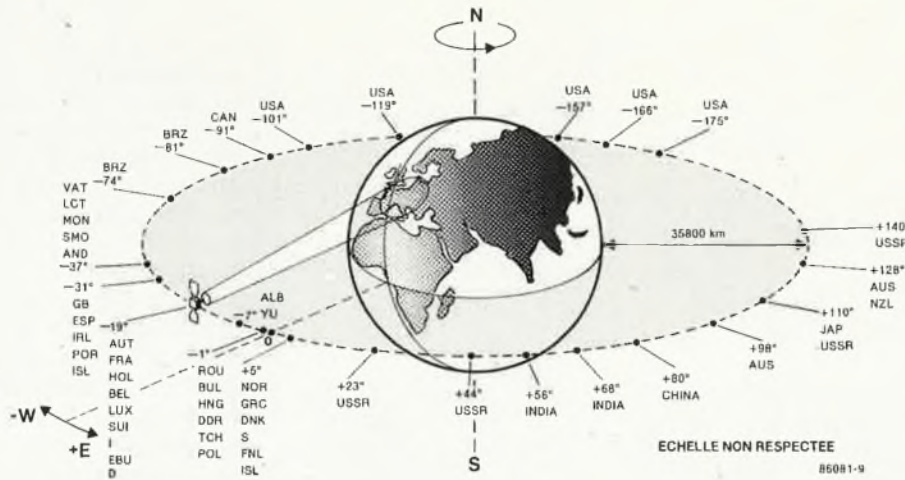 N
USA
-119°
USA
-157°
USA
-166°
USA
-175°
USA
-101°
CAN
-91°
BRZ
-81°
BRZ
-74°
VAT
LCT
MON
SMO
AND
-37°
-31°
GB
ESP
IRL
POR
ISL
-19°
AUT
FRA
HOL
BEL
LUX
SUI
I
EBU
D
ALB
YU
-7°
0
-1°
ROU
BUL
HNG
DDR
TCH
POL
+5°
NOR
GRC
DNK
S
FNL
ISL
+23°
USSR
+44°
USSR
+56°
INDIA
+68°
INDIA
+80°
CHINA
+98°
AUS
+110°
JAP
USSR
+128°
AUS
NZL
+140
USSR
35800 km
-W
+E
S
ECHELLE NON RESPECTEE
86081-9